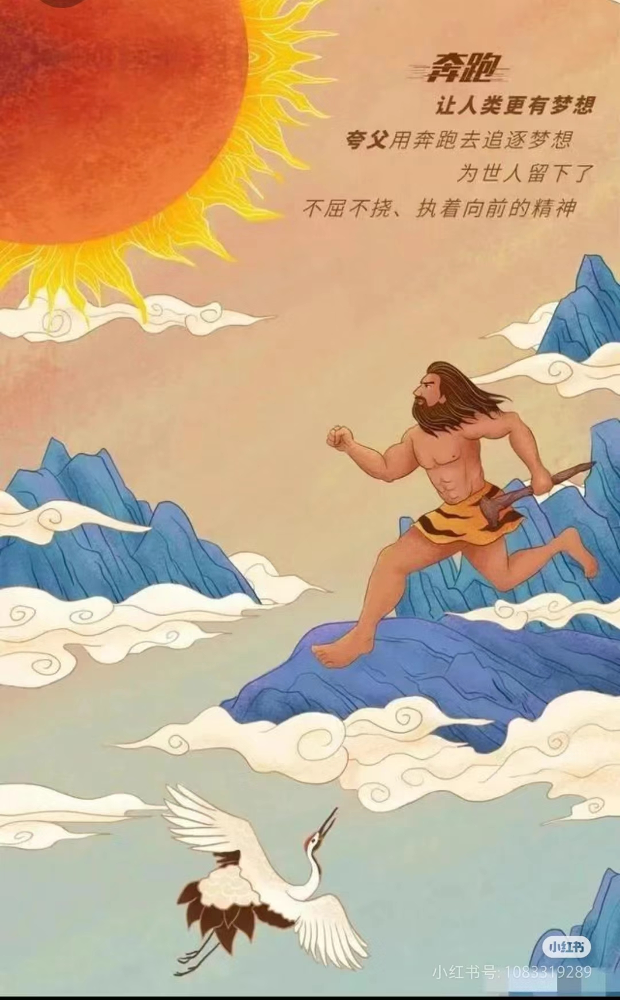 奔跑
让人类更有梦想
夸父用奔跑去追逐梦想
为世人留下了
不屈不挠、执着向前的精神
小红书
小红书号: 1083319289